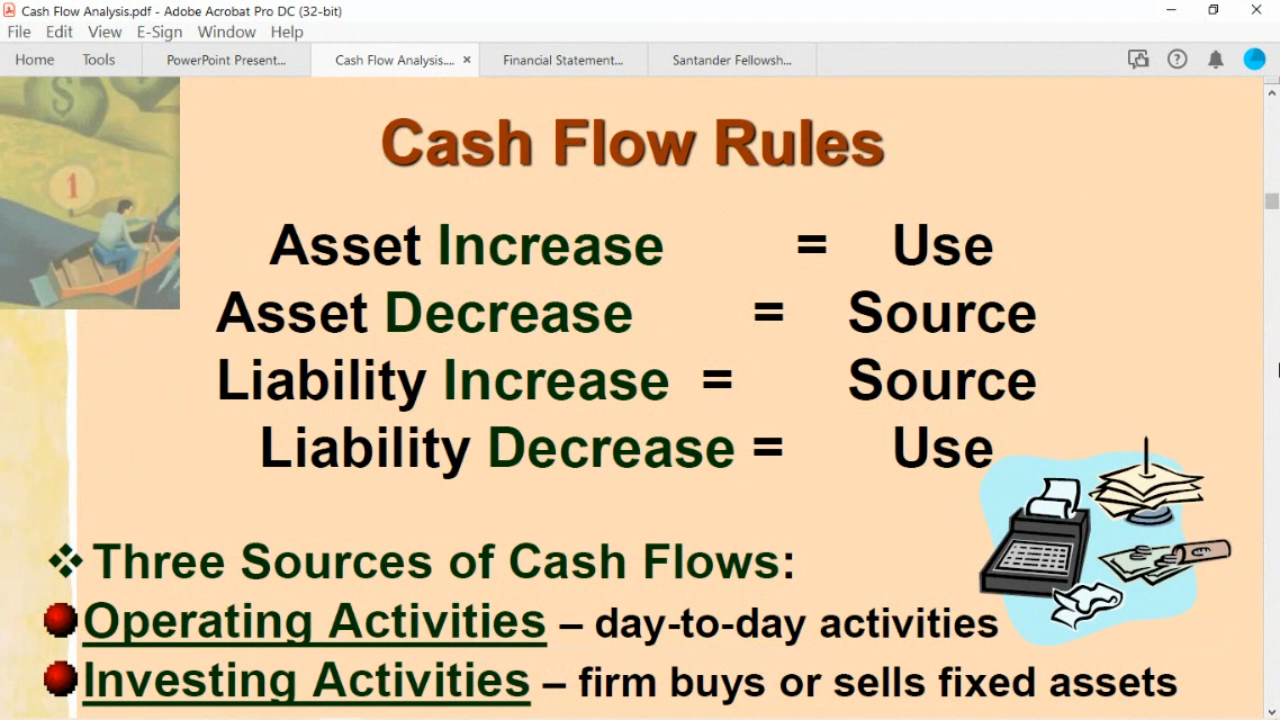 Cash Flow Analysis.pdf - Adobe Acrobat Pro DC (32-bit)
File Edit View E-Sign Window Help
Home Tools PowerPoint Present... Cash Flow Analysis.... × Financial Statement... Santander Fellowsh...
$
1
Cash Flow Rules
Asset Increase = Use
Asset Decrease = Source
Liability Increase = Source
Liability Decrease = Use
❖ Three Sources of Cash Flows:
Operating Activities – day-to-day activities
Investing Activities – firm buys or sells fixed assets